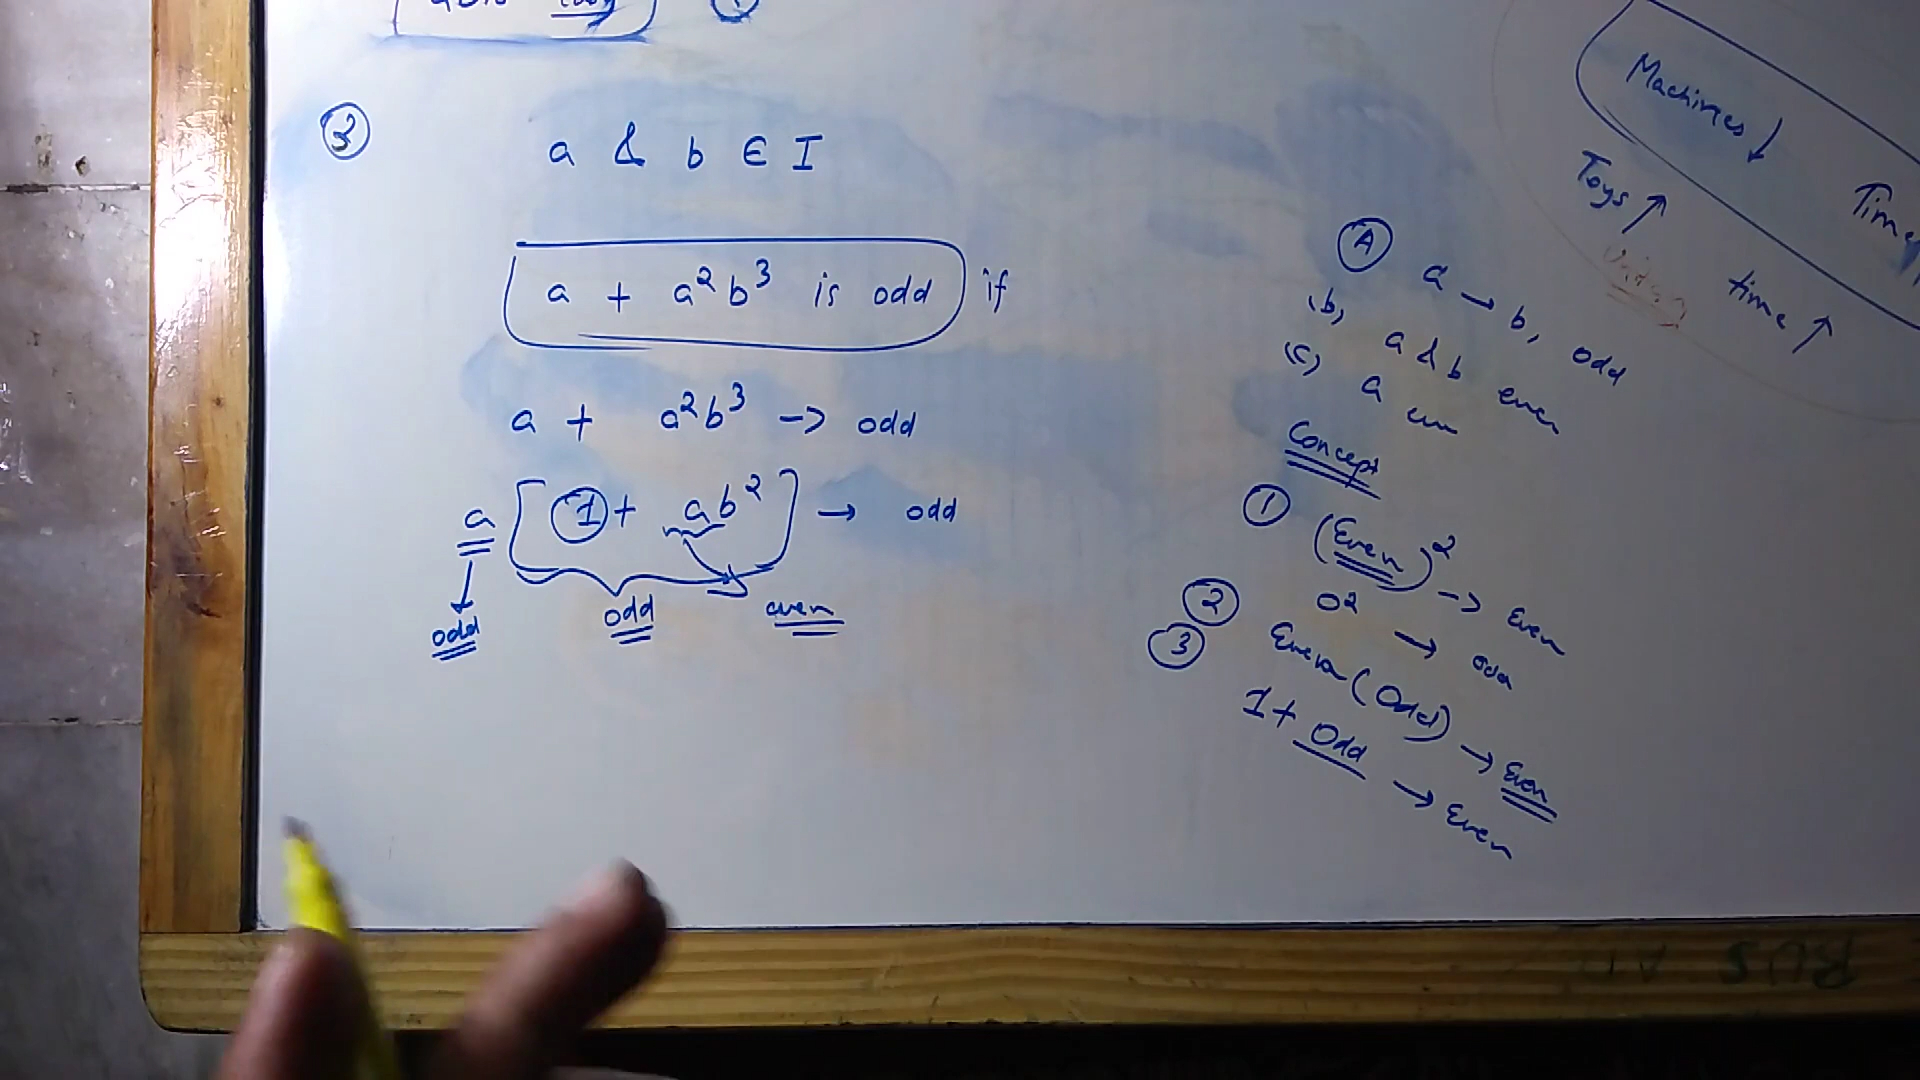 ③
a & b ∈ I
a + a²b³ is odd if
a + a²b³ -> odd
a [ 1 + ab² ] → odd
odd odd even
Machines ↓
Toys ↑
time ↑
Ⓐ a → b, odd
(b) a & b even
(c) a
Concept
① (Even)² -> Even
O² →
② Even (Odd) → Even
③ 1 + Odd → Even